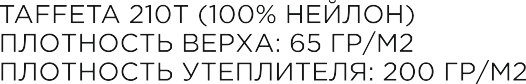 TAFFETA 210T (100% НЕЙЛОН)
ПЛОТНОСТЬ ВЕРХА: 65 ГР/М2
ПЛОТНОСТЬ УТЕПЛИТЕЛЯ: 200 ГР/М2